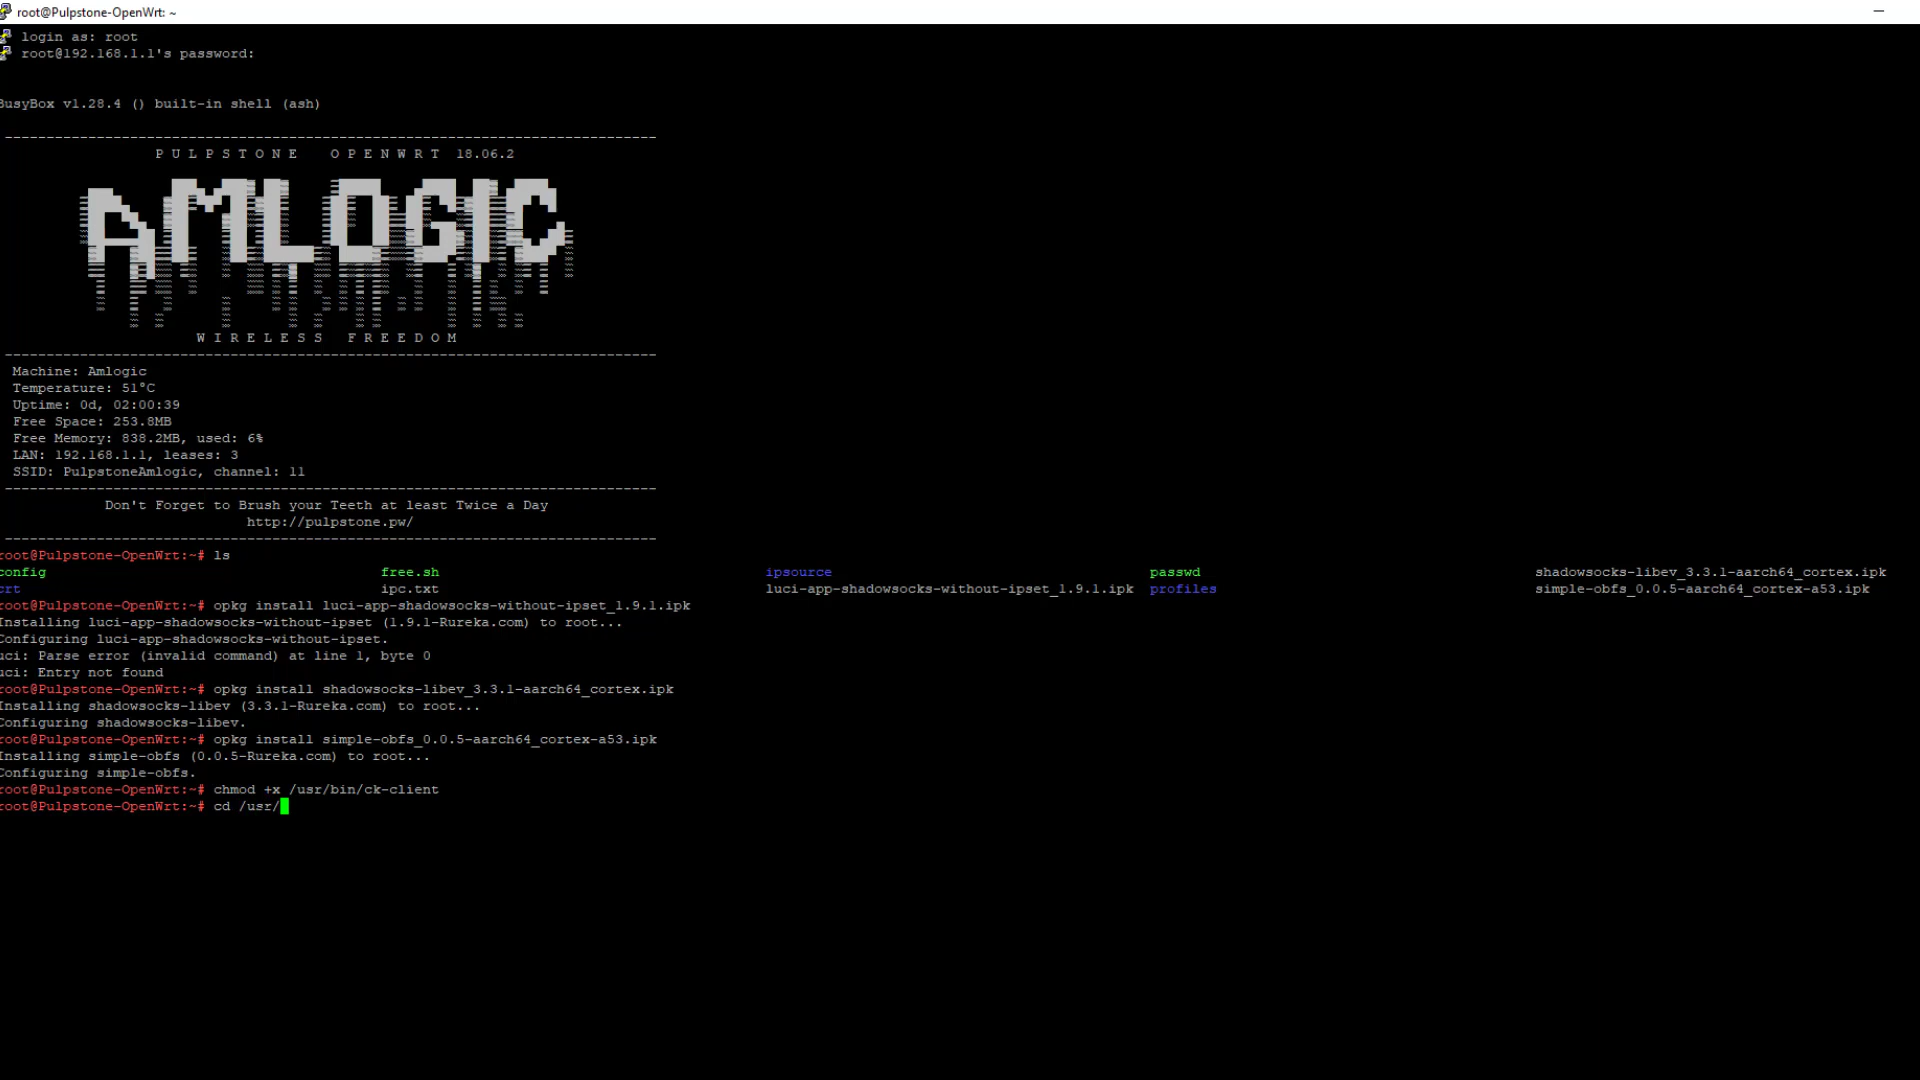 root@Pulpstone-OpenWrt: ~
login as: root
root@192.168.1.1's password:
BusyBox v1.28.4 () built-in shell (ash)
PULPSTONE OPENWRT 18.06.2
AMLOGIC
WIRELESS FREEDOM
Machine: Amlogic
Temperature: 51°C
Uptime: 0d, 02:00:39
Free Space: 253.8MB
Free Memory: 838.2MB, used: 6%
LAN: 192.168.1.1, leases: 3
SSID: PulpstoneAmlogic, channel: 11
Don't Forget to Brush your Teeth at least Twice a Day
http://pulpstone.pw/
root@Pulpstone-OpenWrt:~# ls
config free.sh ipsource passwd shadowsocks-libev_3.3.1-aarch64_cortex.ipk
crt ipc.txt luci-app-shadowsocks-without-ipset_1.9.1.ipk profiles simple-obfs_0.0.5-aarch64_cortex-a53.ipk
root@Pulpstone-OpenWrt:~# opkg install luci-app-shadowsocks-without-ipset_1.9.1.ipk
Installing luci-app-shadowsocks-without-ipset (1.9.1-Rureka.com) to root...
Configuring luci-app-shadowsocks-without-ipset.
uci: Parse error (invalid command) at line 1, byte 0
uci: Entry not found
root@Pulpstone-OpenWrt:~# opkg install shadowsocks-libev_3.3.1-aarch64_cortex.ipk
Installing shadowsocks-libev (3.3.1-Rureka.com) to root...
Configuring shadowsocks-libev.
root@Pulpstone-OpenWrt:~# opkg install simple-obfs_0.0.5-aarch64_cortex-a53.ipk
Installing simple-obfs (0.0.5-Rureka.com) to root...
Configuring simple-obfs.
root@Pulpstone-OpenWrt:~# chmod +x /usr/bin/ck-client
root@Pulpstone-OpenWrt:~# cd /usr/